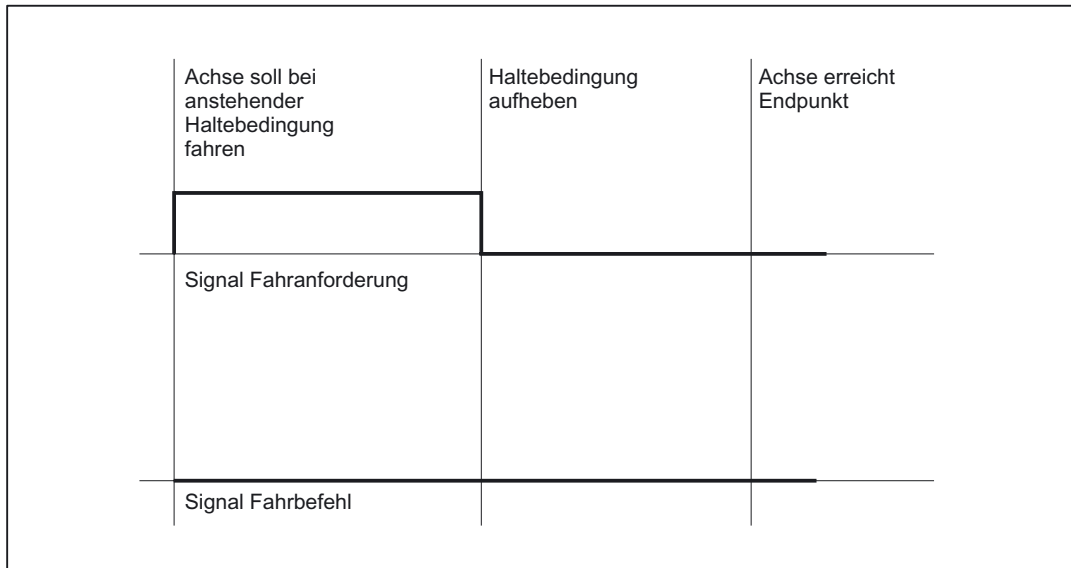 Achse soll bei
anstehender
Haltebedingung
fahren
Haltebedingung
aufheben
Achse erreicht
Endpunkt
Signal Fahranforderung
Signal Fahrbefehl